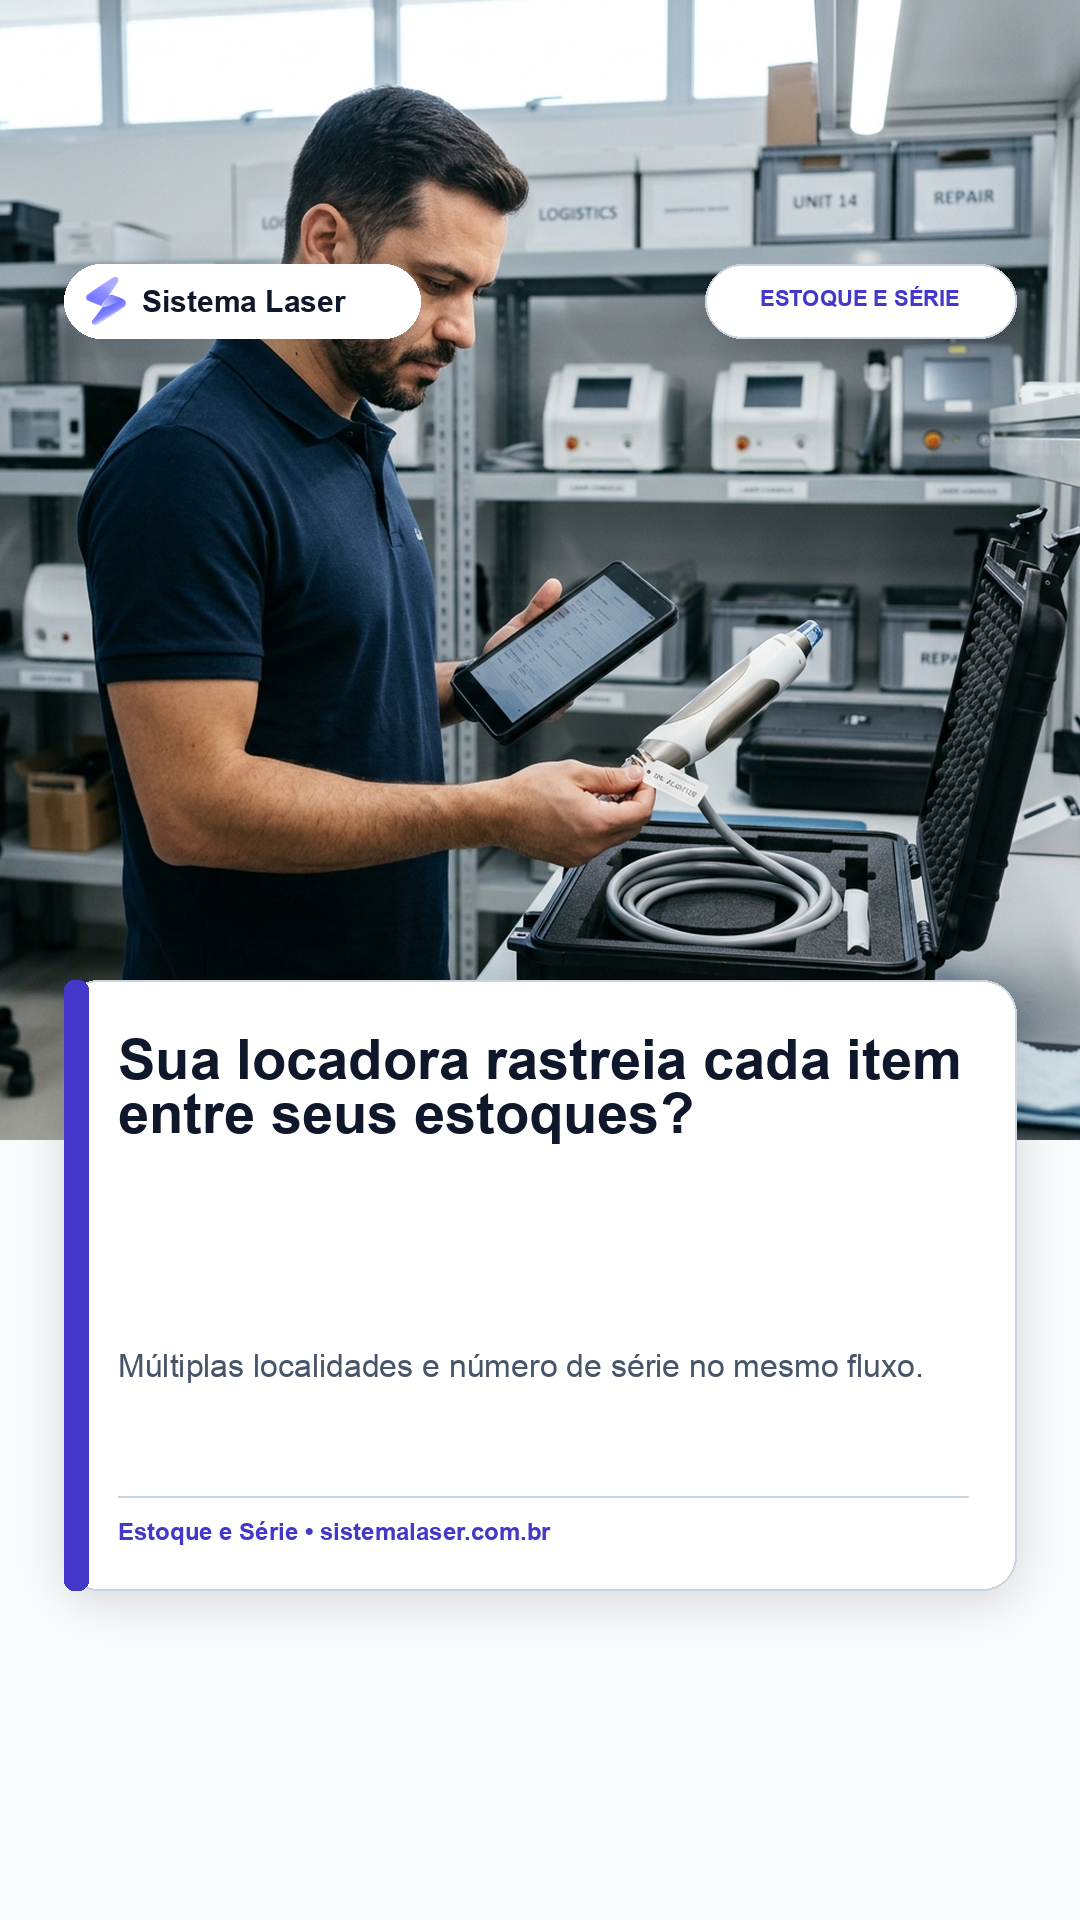 LOGISTICS
UNIT 14
REPAIR
Sistema Laser
ESTOQUE E SÉRIE
Sua locadora rastreia cada item
entre seus estoques?
Múltiplas localidades e número de série no mesmo fluxo.
Estoque e Série • sistemalaser.com.br